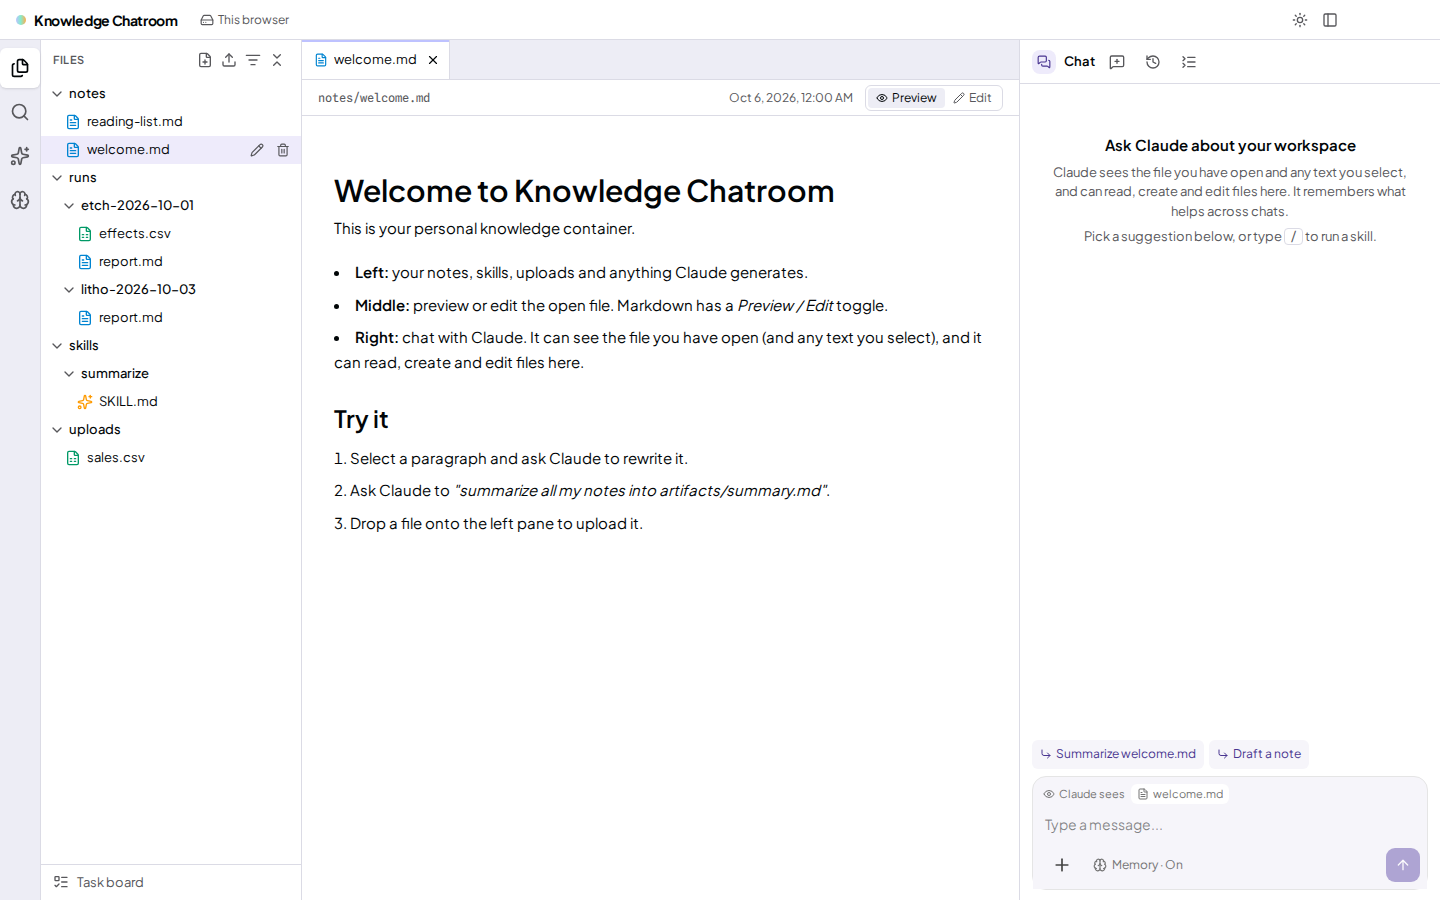 Knowledge Chatroom
This browser
FILES
notes
reading-list.md
welcome.md
runs
etch-2026-10-01
effects.csv
report.md
litho-2026-10-03
report.md
skills
summarize
SKILL.md
uploads
sales.csv
Task board
welcome.md
notes/welcome.md
Oct 6, 2026, 12:00 AM
Preview
Edit
Welcome to Knowledge Chatroom
This is your personal knowledge container.
• Left: your notes, skills, uploads and anything Claude generates.
• Middle: preview or edit the open file. Markdown has a Preview / Edit toggle.
• Right: chat with Claude. It can see the file you have open (and any text you select), and it
can read, create and edit files here.
Try it
1. Select a paragraph and ask Claude to rewrite it.
2. Ask Claude to "summarize all my notes into artifacts/summary.md".
3. Drop a file onto the left pane to upload it.
Chat
Ask Claude about your workspace
Claude sees the file you have open and any text you select,
and can read, create and edit files here. It remembers what
helps across chats.
Pick a suggestion below, or type / to run a skill.
Summarize welcome.md
Draft a note
Claude sees
welcome.md
Type a message...
Memory · On